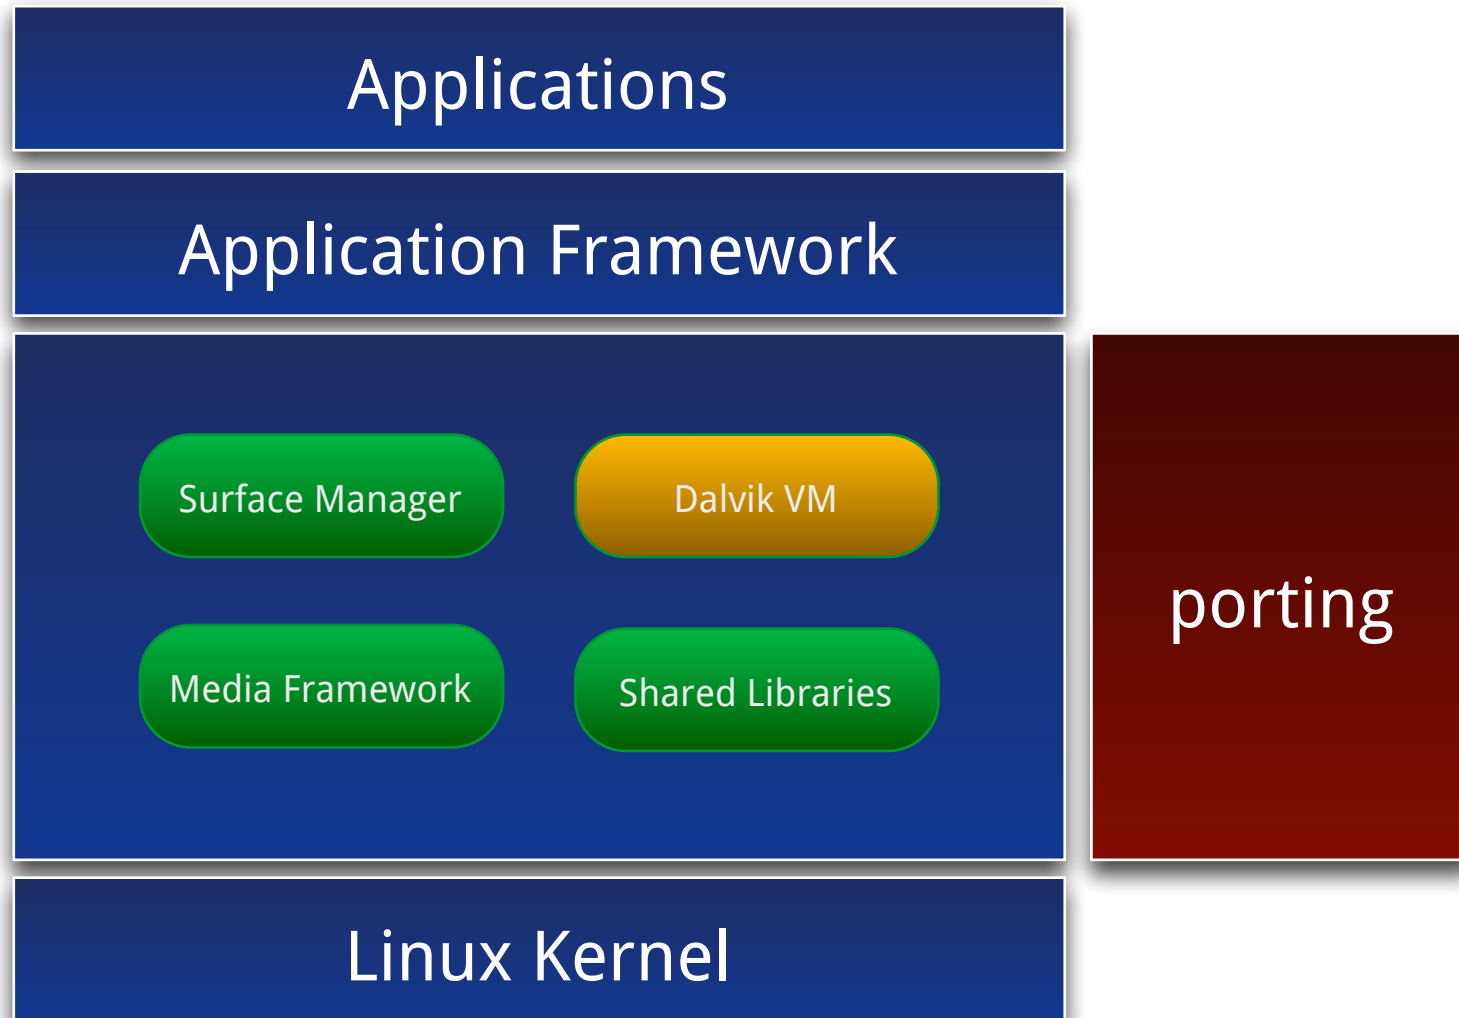 Applications
Application Framework
Surface Manager
Dalvik VM
porting
Media Framework
Shared Libraries
Linux Kernel